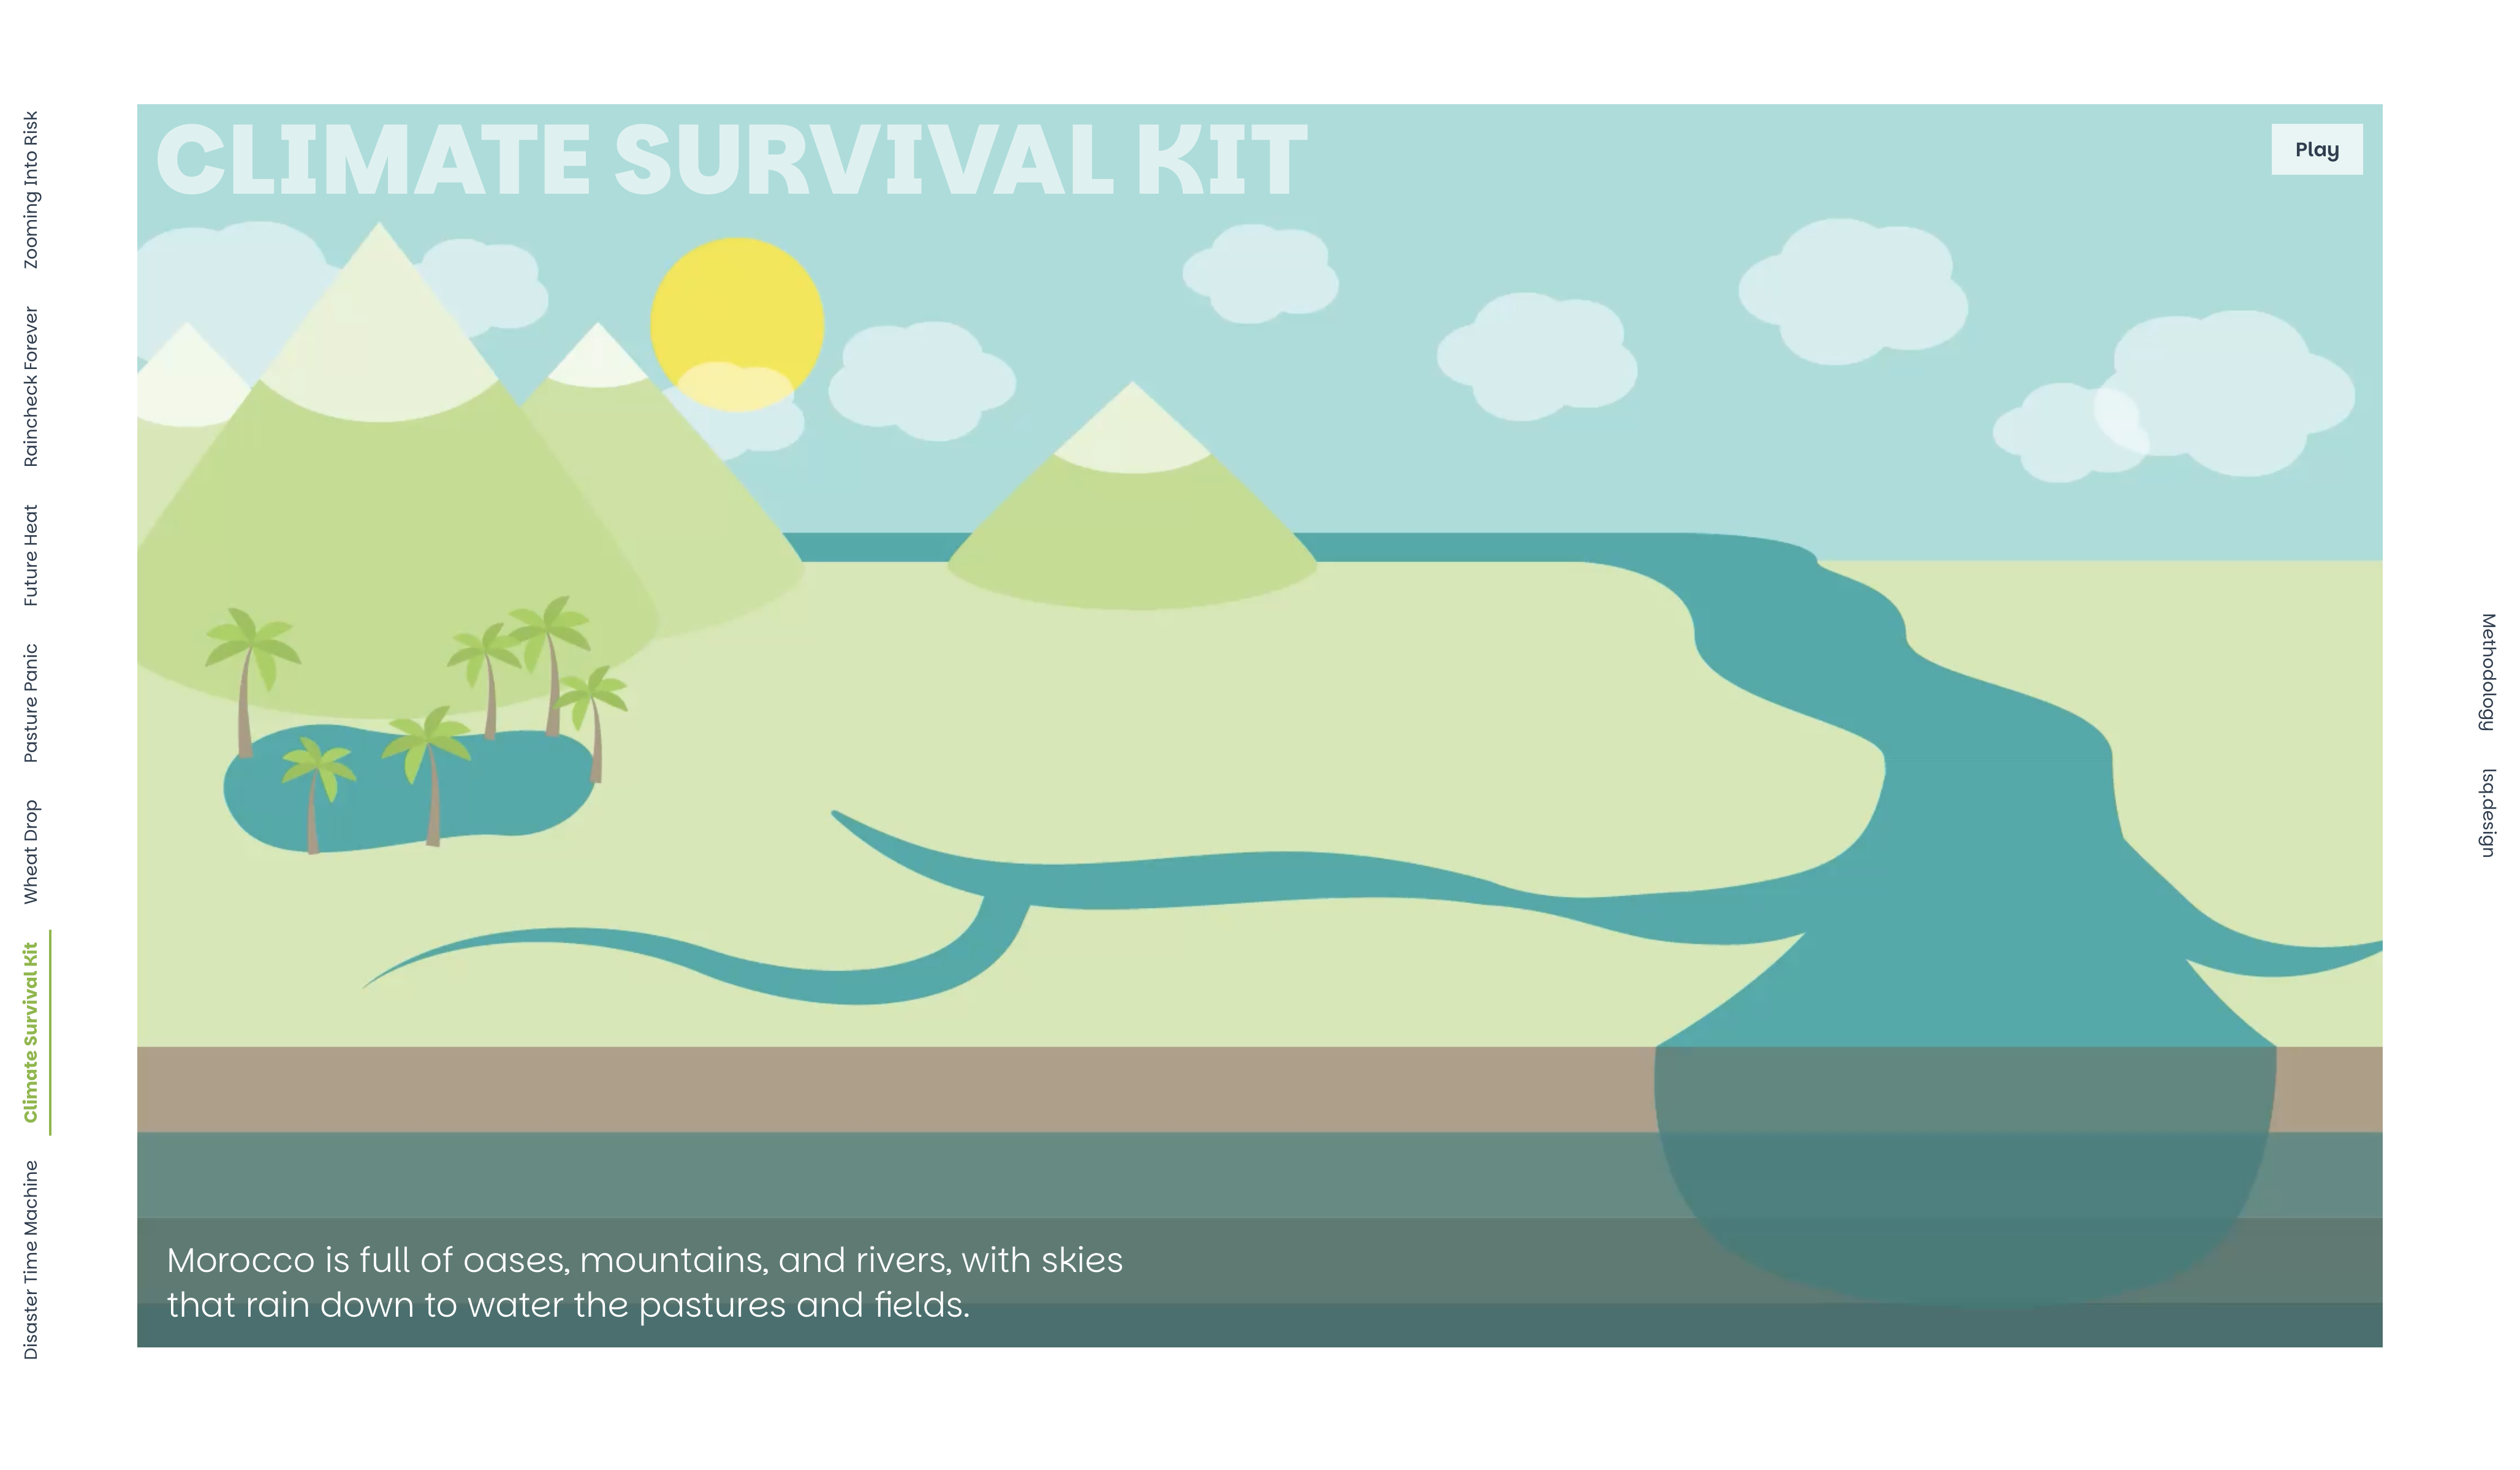 CLIMATE SURVIVAL KIT
Play
Zooming Into Risk
Raincheck Forever
Future Heat
Pasture Panic
Wheat Drop
Climate Survival Kit
Disaster Time Machine
Morocco is full of oases, mountains, and rivers, with skies
that rain down to water the pastures and fields.
Methodology
lsq.design